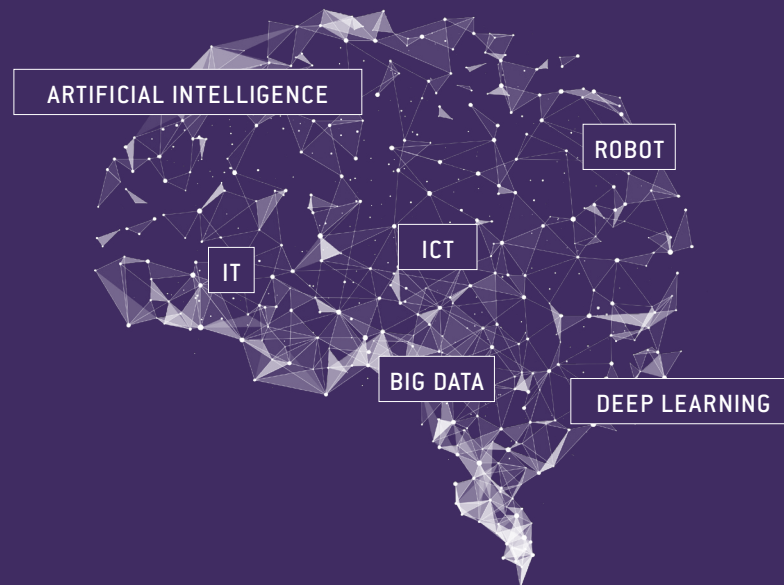 ARTIFICIAL INTELLIGENCE
ROBOT
ICT
IT
BIG DATA
DEEP LEARNING